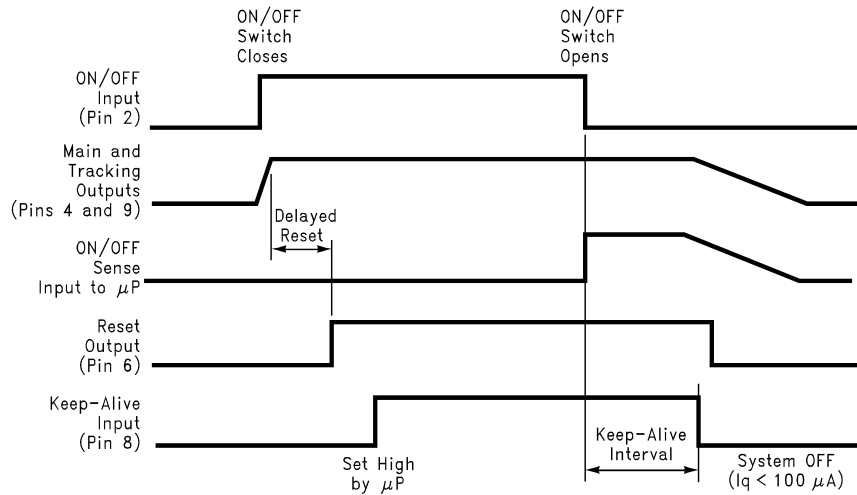 ON/OFF
Switch
Closes
ON/OFF
Switch
Opens
ON/OFF
Input
(Pin 2)
Main and
Tracking
Outputs
(Pins 4 and 9)
Delayed
Reset
ON/OFF
Sense
Input to μP
Reset
Output
(Pin 6)
Keep-Alive
Input
(Pin 8)
Set High
by μP
Keep-Alive
Interval
System OFF
(Iq < 100 μA)